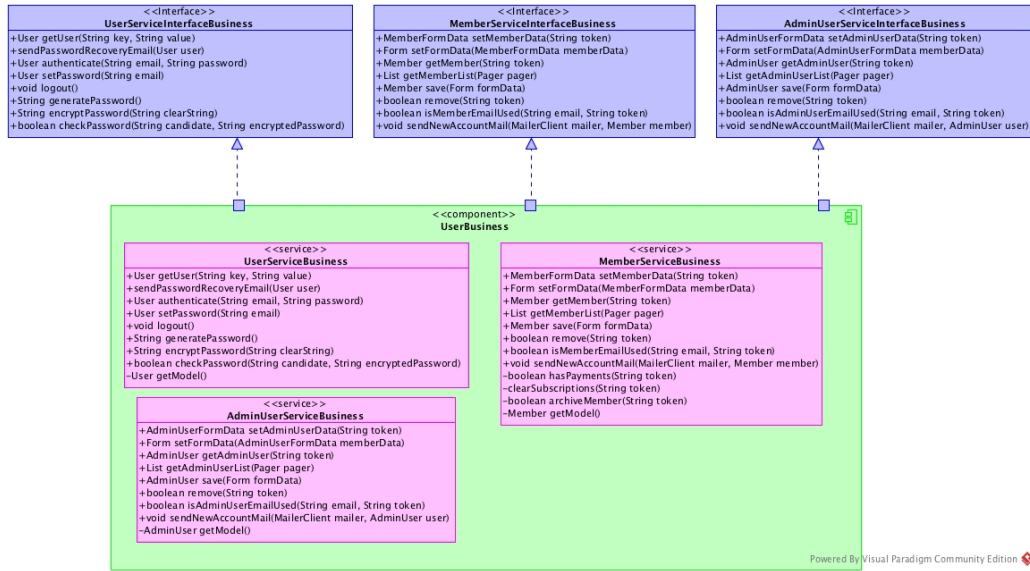 <<Interface>>
UserServiceInterfaceBusiness
+User getUser(String key, String value)
+sendPasswordRecoveryEmail(User user)
+User authenticate(String email, String password)
+User setPassword(String email)
+void logout()
+String generatePassword()
+String encryptPassword(String clearString)
+boolean checkPassword(String candidate, String encryptedPassword)
<<Interface>>
MemberServiceInterfaceBusiness
+MemberFormData setMemberData(String token)
+Form setFormData(MemberFormData memberData)
+Member getMember(String token)
+List getMemberList(Pager pager)
+Member save(Form formData)
+boolean remove(String token)
+boolean isMemberEmailUsed(String email, String token)
+void sendNewAccountMail(MailerClient mailer, Member member)
<<Interface>>
AdminUserServiceInterfaceBusiness
+AdminUserFormData setAdminUserData(String token)
+Form setFormData(AdminUserFormData memberData)
+AdminUser getAdminUser(String token)
+List getAdminUserList(Pager pager)
+AdminUser save(Form formData)
+boolean remove(String token)
+boolean isAdminUserEmailUsed(String email, String token)
+void sendNewAccountMail(MailerClient mailer, AdminUser user)
<<component>>
UserBusiness
<<service>>
UserServiceBusiness
+User getUser(String key, String value)
+sendPasswordRecoveryEmail(User user)
+User authenticate(String email, String password)
+User setPassword(String email)
+void logout()
+String generatePassword()
+String encryptPassword(String clearString)
+boolean checkPassword(String candidate, String encryptedPassword)
-User getModel()
<<service>>
MemberServiceBusiness
+MemberFormData setMemberData(String token)
+Form setFormData(MemberFormData memberData)
+Member getMember(String token)
+List getMemberList(Pager pager)
+Member save(Form formData)
+boolean remove(String token)
+boolean isMemberEmailUsed(String email, String token)
+void sendNewAccountMail(MailerClient mailer, Member member)
-boolean hasPayments(String token)
-clearSubscriptions(String token)
-boolean archiveMember(String token)
-Member getModel()
<<service>>
AdminUserServiceBusiness
+AdminUserFormData setAdminUserData(String token)
+Form setFormData(AdminUserFormData memberData)
+AdminUser getAdminUser(String token)
+List getAdminUserList(Pager pager)
+AdminUser save(Form formData)
+boolean remove(String token)
+boolean isAdminUserEmailUsed(String email, String token)
+void sendNewAccountMail(MailerClient mailer, AdminUser user)
-AdminUser getModel()
Powered By Visual Paradigm Community Edition